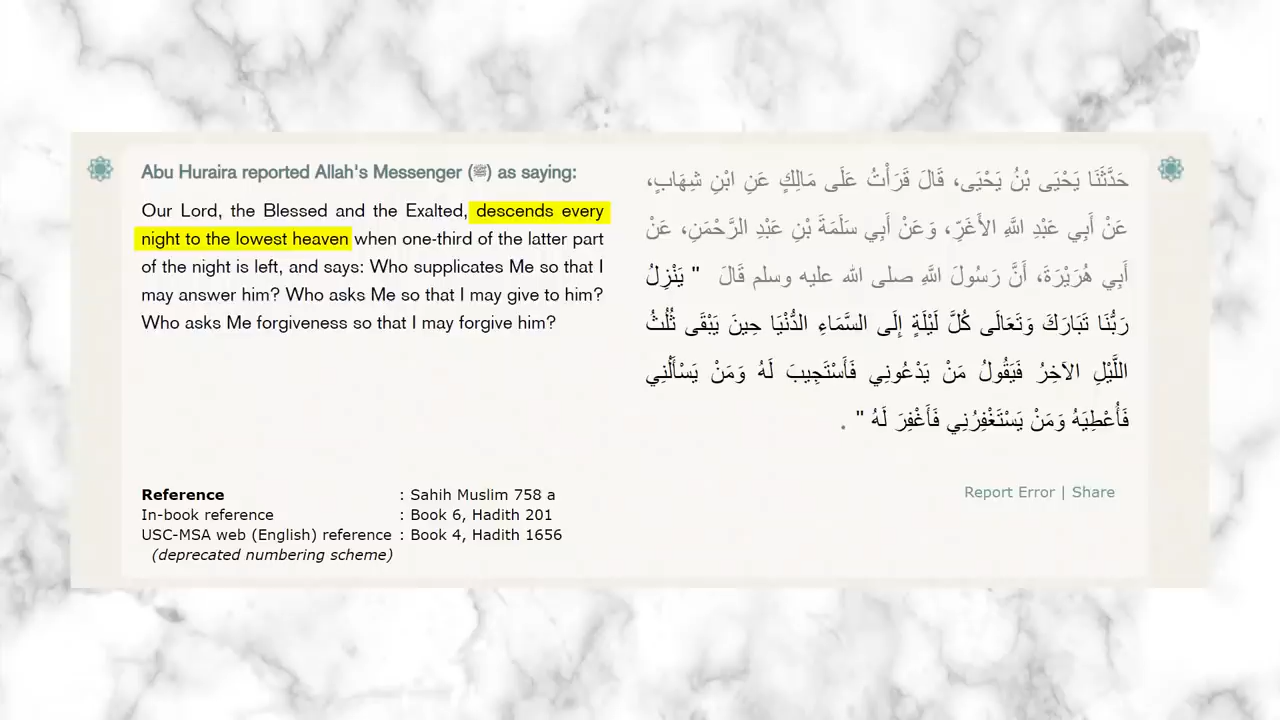 Abu Huraira reported Allah's Messenger (ﷺ) as saying:
Our Lord, the Blessed and the Exalted, descends every
night to the lowest heaven when one-third of the latter part
of the night is left, and says: Who supplicates Me so that I
may answer him? Who asks Me so that I may give to him?
Who asks Me forgiveness so that I may forgive him?
حَدَّثَنَا يَحْيَى بْنُ يَحْيَى، قَالَ قَرَأْتُ عَلَى مَالِكٍ عَنِ ابْنِ شِهَابٍ،
عَنْ أَبِي عَبْدِ اللَّهِ الأَغَرِّ، وَعَنْ أَبِي سَلَمَةَ بْنِ عَبْدِ الرَّحْمَنِ، عَنْ
أَبِي هُرَيْرَةَ، أَنَّ رَسُولَ اللَّهِ صلى الله عليه وسلم قَالَ " يَنْزِلُ
رَبُّنَا تَبَارَكَ وَتَعَالَى كُلَّ لَيْلَةٍ إِلَى السَّمَاءِ الدُّنْيَا حِينَ يَبْقَى ثُلُثُ
اللَّيْلِ الآخِرُ فَيَقُولُ مَنْ يَدْعُونِي فَأَسْتَجِيبَ لَهُ وَمَنْ يَسْأَلُنِي
فَأُعْطِيَهُ وَمَنْ يَسْتَغْفِرُنِي فَأَغْفِرَ لَهُ " .
Reference : Sahih Muslim 758 a
In-book reference : Book 6, Hadith 201
USC-MSA web (English) reference : Book 4, Hadith 1656
(deprecated numbering scheme)
Report Error | Share